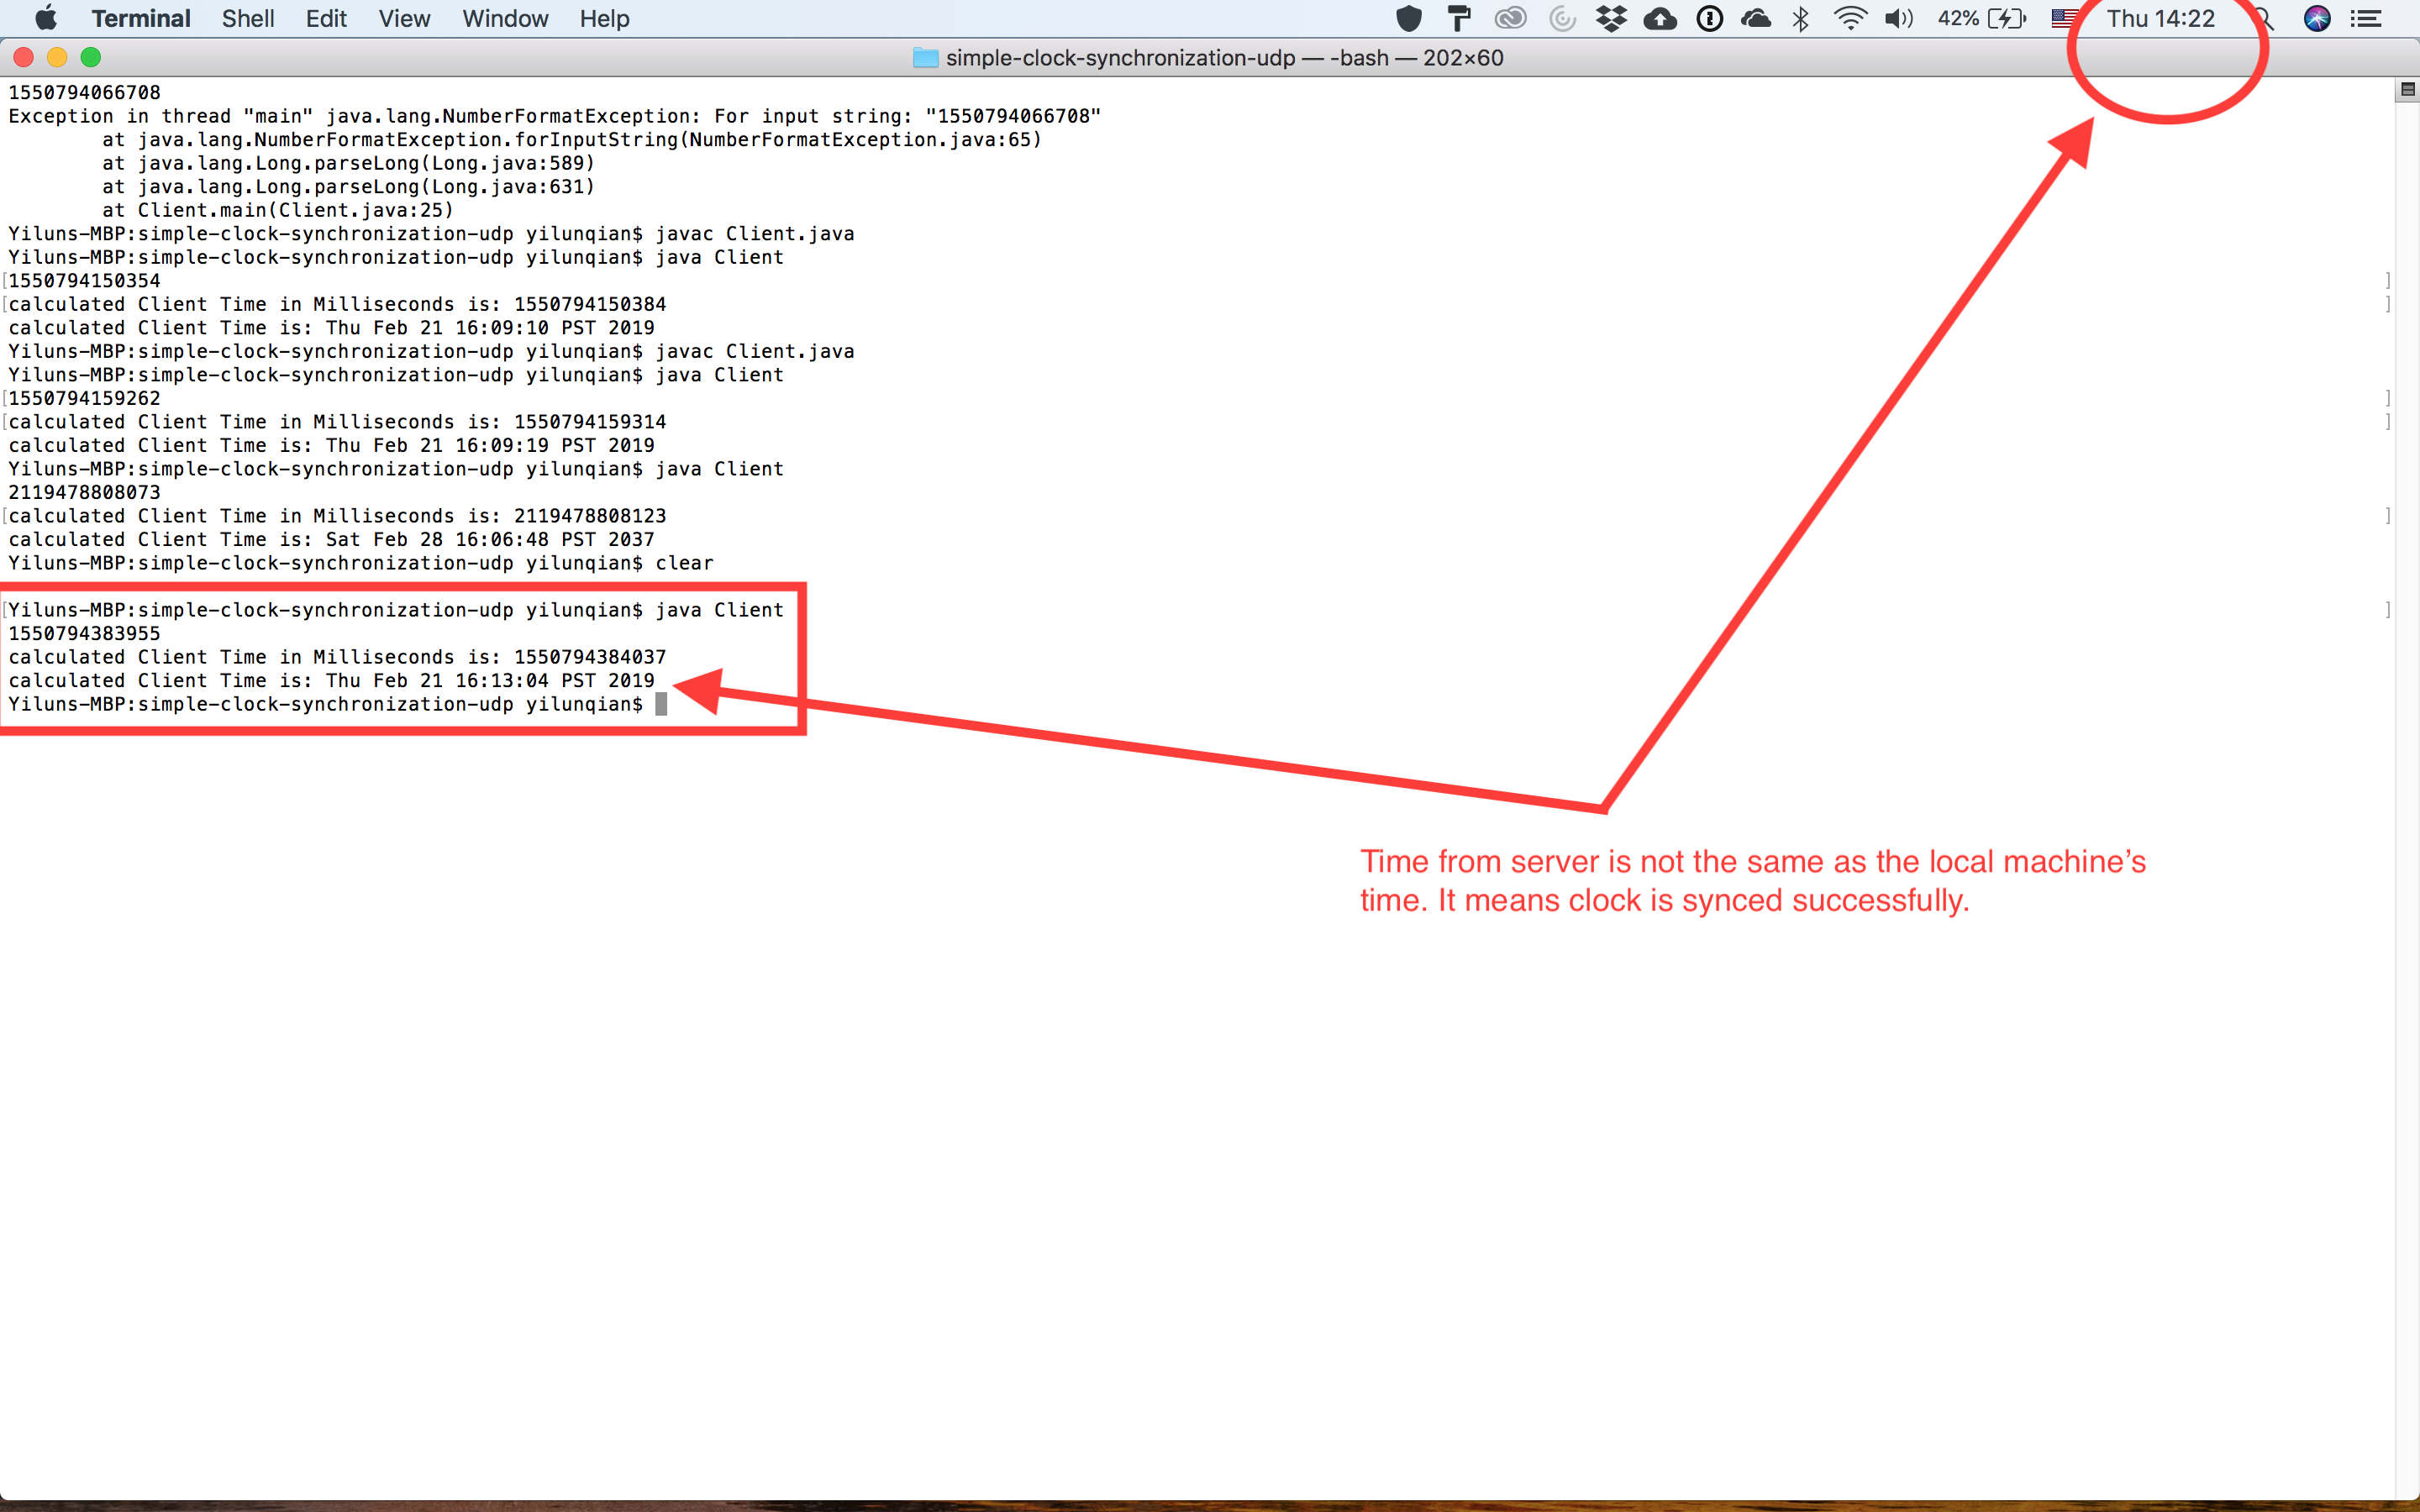 Terminal Shell Edit View Window Help 42% Thu 14:22
simple-clock-synchronization-udp — -bash — 202×60
1550794066708
Exception in thread "main" java.lang.NumberFormatException: For input string: "1550794066708"
at java.lang.NumberFormatException.forInputString(NumberFormatException.java:65)
at java.lang.Long.parseLong(Long.java:589)
at java.lang.Long.parseLong(Long.java:631)
at Client.main(Client.java:25)
Yiluns-MBP:simple-clock-synchronization-udp yilunqian$ javac Client.java
Yiluns-MBP:simple-clock-synchronization-udp yilunqian$ java Client
[1550794150354 ]
[calculated Client Time in Milliseconds is: 1550794150384 ]
calculated Client Time is: Thu Feb 21 16:09:10 PST 2019
Yiluns-MBP:simple-clock-synchronization-udp yilunqian$ javac Client.java
Yiluns-MBP:simple-clock-synchronization-udp yilunqian$ java Client
[1550794159262 ]
[calculated Client Time in Milliseconds is: 1550794159314 ]
calculated Client Time is: Thu Feb 21 16:09:19 PST 2019
Yiluns-MBP:simple-clock-synchronization-udp yilunqian$ java Client
2119478808073
[calculated Client Time in Milliseconds is: 2119478808123 ]
calculated Client Time is: Sat Feb 28 16:06:48 PST 2037
Yiluns-MBP:simple-clock-synchronization-udp yilunqian$ clear
[Yiluns-MBP:simple-clock-synchronization-udp yilunqian$ java Client ]
1550794383955
calculated Client Time in Milliseconds is: 1550794384037
calculated Client Time is: Thu Feb 21 16:13:04 PST 2019
Yiluns-MBP:simple-clock-synchronization-udp yilunqian$
Time from server is not the same as the local machine's
time. It means clock is synced successfully.